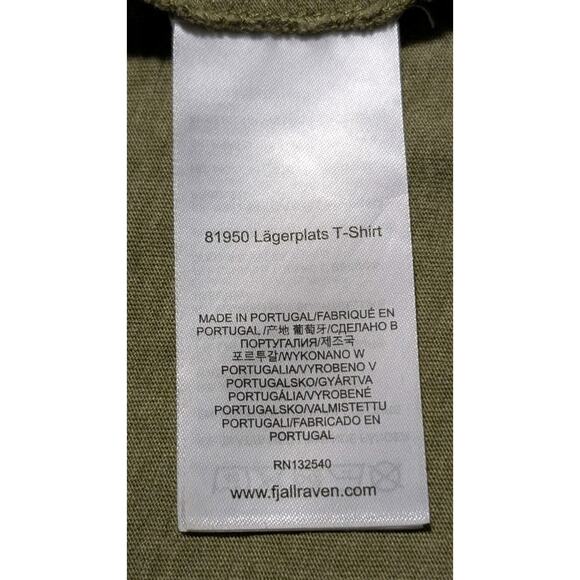 81950 Lägerplats T-Shirt
MADE IN PORTUGAL/FABRIQUÉ EN
PORTUGAL /产地 葡萄牙/СДЕЛАНО В
ПОРТУГАЛИЯ/제조국
포르투갈/WYKONANO W
PORTUGALIA/VYROBENO V
PORTUGALSKO/GYÁRTVA
PORTUGÁLIA/VYROBENÉ
PORTUGALSKO/VALMISTETTU
PORTUGALI/FABRICADO EN
PORTUGAL
RN132540
www.fjallraven.com